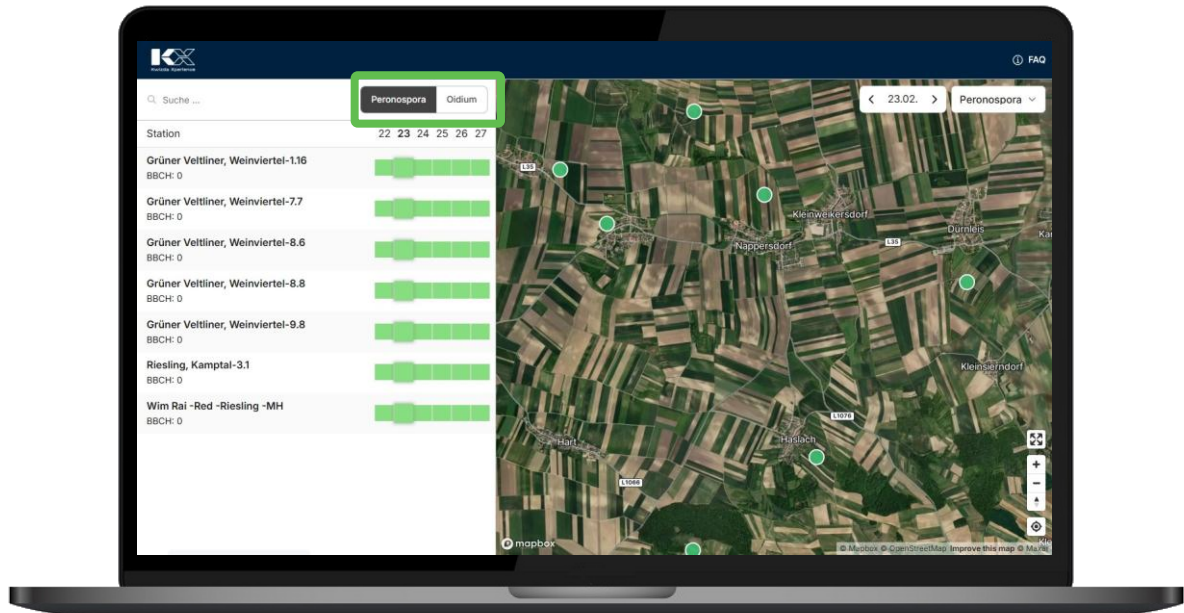 KX
Kwizda Xperience
FAQ
Suche ...
Peronospora
Oidium
Station
22 23 24 25 26 27
Grüner Veltliner, Weinviertel-1.16
BBCH: 0
Grüner Veltliner, Weinviertel-7.7
BBCH: 0
Grüner Veltliner, Weinviertel-8.6
BBCH: 0
Grüner Veltliner, Weinviertel-8.8
BBCH: 0
Grüner Veltliner, Weinviertel-9.8
BBCH: 0
Riesling, Kamptal-3.1
BBCH: 0
Wim Rai -Red -Riesling -MH
BBCH: 0
23.02.
Peronospora
L35
Kleinweikersdorf
Dürnleis
Nappersdorf
L35
Kleinsierndorf
L1076
Haslach
Hart
L1066
mapbox
© Mapbox © OpenStreetMap Improve this map © Maxar